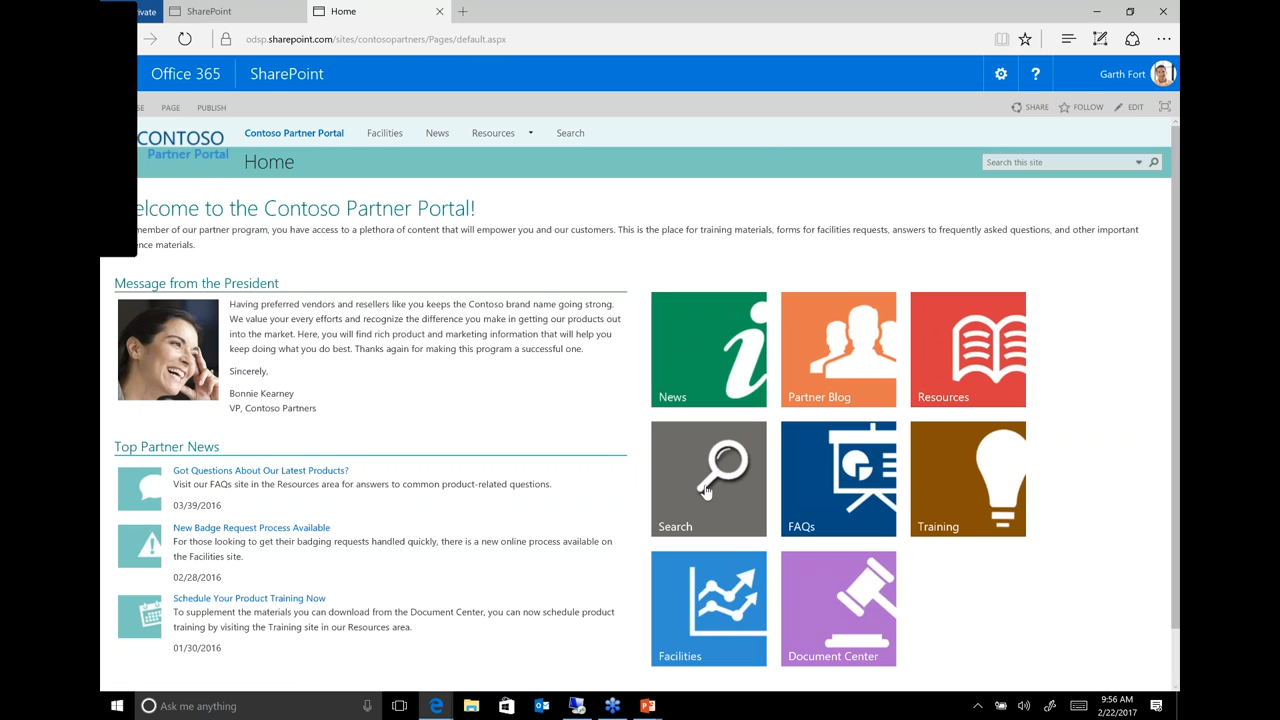 ivate
SharePoint
Home
odsp.sharepoint.com/sites/contosopartners/Pages/default.aspx
Office 365
SharePoint
?
Garth Fort
SE
PAGE
PUBLISH
SHARE
FOLLOW
EDIT
CONTOSO
Partner Portal
Contoso Partner Portal
Facilities
News
Resources
Search
Home
Search this site
elcome to the Contoso Partner Portal!
member of our partner program, you have access to a plethora of content that will empower you and our customers. This is the place for training materials, forms for facilities requests, answers to frequently asked questions, and other important
ence materials.
Message from the President
Having preferred vendors and resellers like you keeps the Contoso brand name going strong.
We value your every efforts and recognize the difference you make in getting our products out
into the market. Here, you will find rich product and marketing information that will help you
keep doing what you do best. Thanks again for making this program a successful one.
Sincerely,
Bonnie Kearney
VP, Contoso Partners
Top Partner News
Got Questions About Our Latest Products?
Visit our FAQs site in the Resources area for answers to common product-related questions.
03/39/2016
New Badge Request Process Available
For those looking to get their badging requests handled quickly, there is a new online process available on
the Facilities site.
02/28/2016
Schedule Your Product Training Now
To supplement the materials you can download from the Document Center, you can now schedule product
training by visiting the Training site in our Resources area.
01/30/2016
News
Partner Blog
Resources
Search
FAQs
Training
Facilities
Document Center
Ask me anything
9:56 AM
2/22/2017